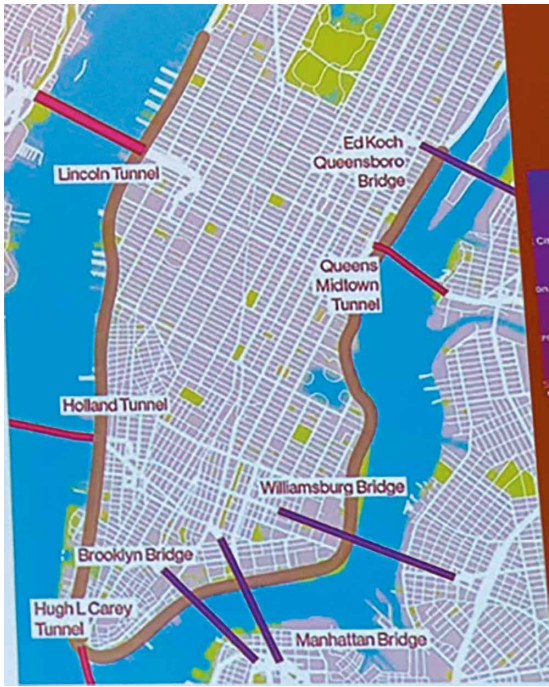 Ed Koch
Queensboro
Bridge
Lincoln Tunnel
Queens
Midtown
Tunnel
Holland Tunnel
Williamsburg Bridge
Brooklyn Bridge
Hugh L Carey
Tunnel
Manhattan Bridge